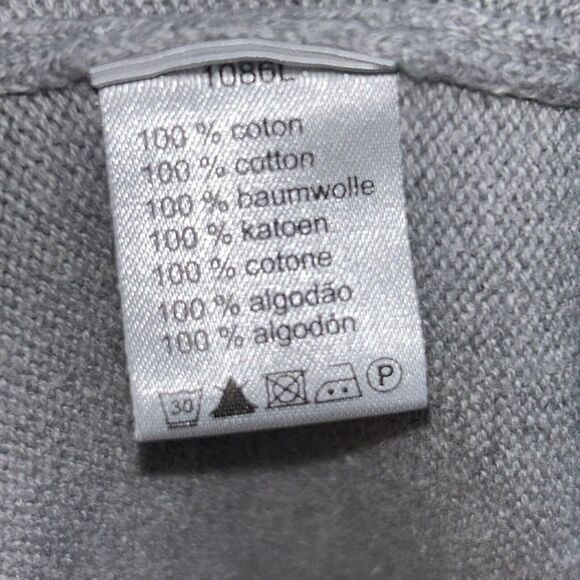 1086L
100 % coton
100 % cotton
100 % baumwolle
100 % katoen
100 % cotone
100 % algodão
100 % algodón
30 P